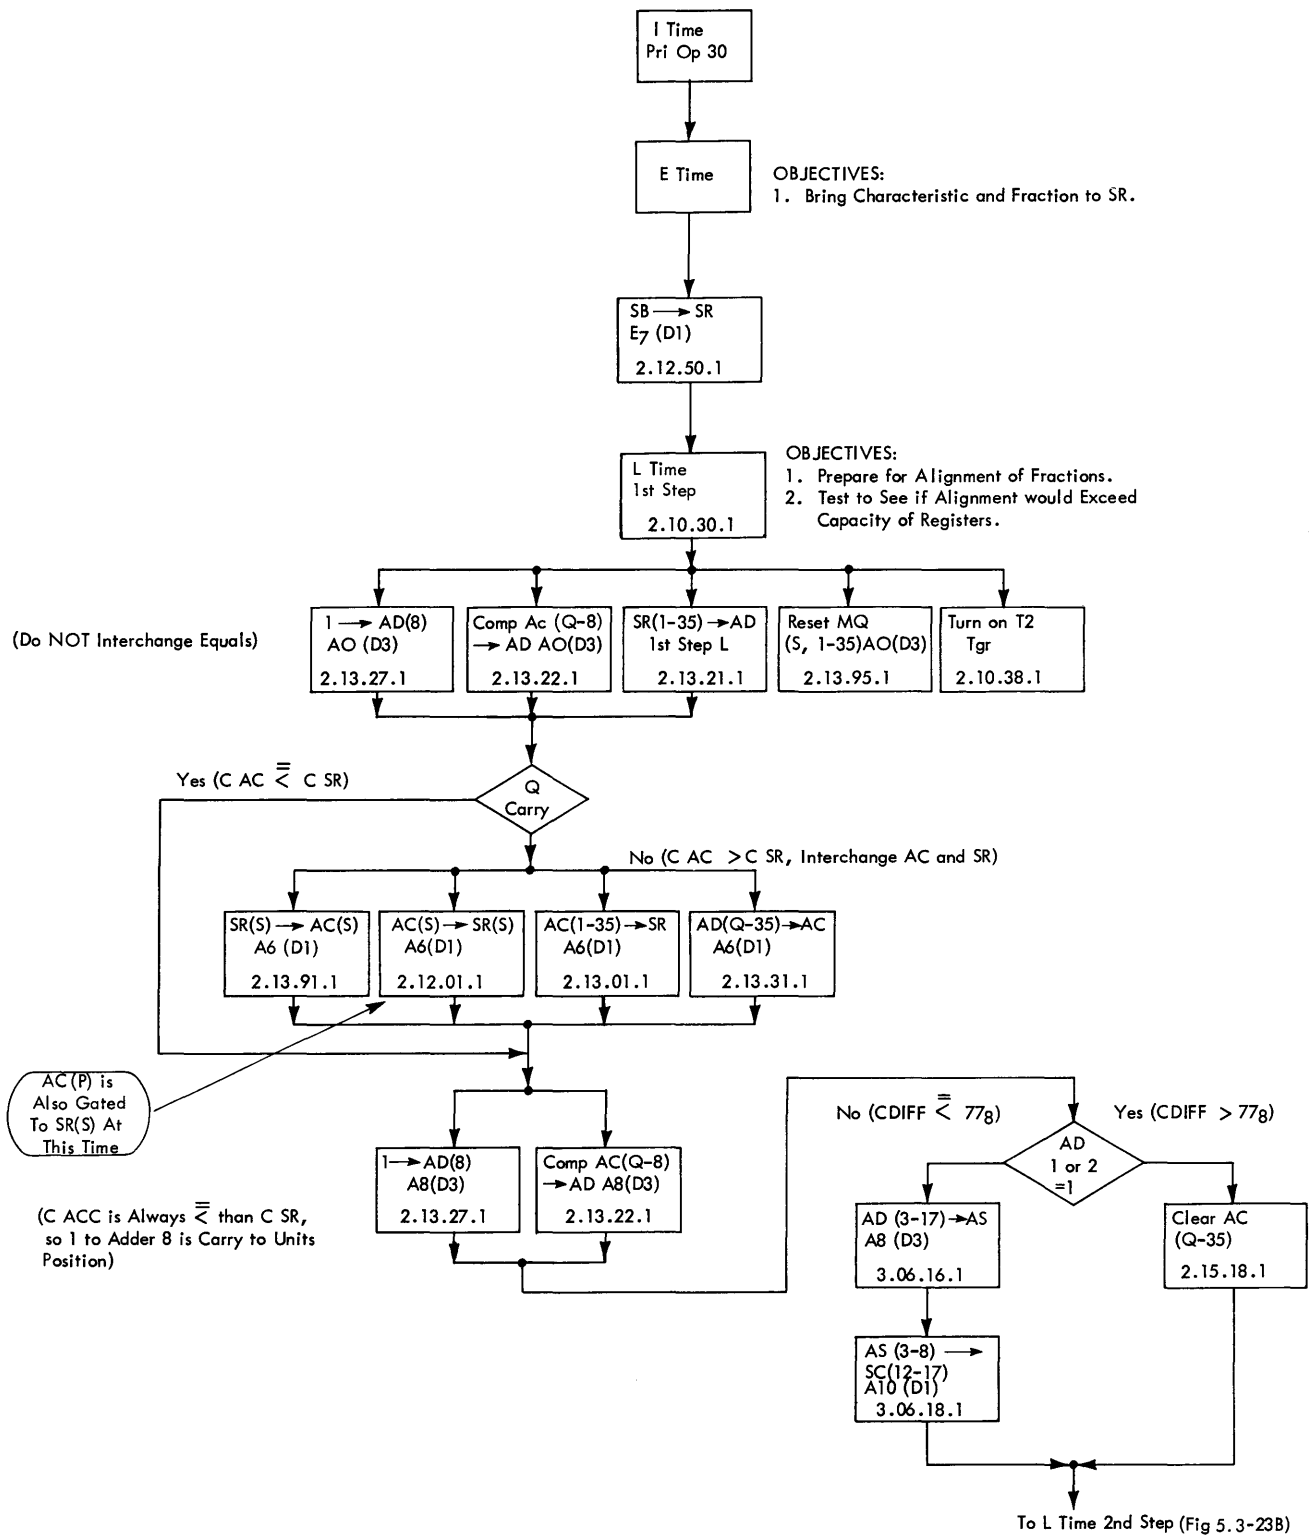 I Time
Pri Op 30
E Time
OBJECTIVES:
1. Bring Characteristic and Fraction to SR.
SB → SR
E7 (D1)
2.12.50.1
L Time
1st Step
2.10.30.1
OBJECTIVES:
1. Prepare for Alignment of Fractions.
2. Test to See if Alignment would Exceed
Capacity of Registers.
(Do NOT Interchange Equals)
1 → AD(8)
AO (D3)
2.13.27.1
Comp Ac (Q-8)
→ AD AO(D3)
2.13.22.1
SR(1-35) → AD
1st Step L
2.13.21.1
Reset MQ
(S, 1-35)AO(D3)
2.13.95.1
Turn on T2
Tgr
2.10.38.1
Yes (C AC ≤ C SR)
Q
Carry
No (C AC > C SR, Interchange AC and SR)
SR(S) → AC(S)
A6 (D1)
2.13.91.1
AC(S) → SR(S)
A6(D1)
2.12.01.1
AC(1-35) → SR
A6(D1)
2.13.01.1
AD(Q-35) → AC
A6(D1)
2.13.31.1
AC(P) is
Also Gated
To SR(S) At
This Time
1 → AD(8)
A8(D3)
2.13.27.1
Comp AC(Q-8)
→ AD A8(D3)
2.13.22.1
(C ACC is Always ≤ than C SR,
so 1 to Adder 8 is Carry to Units
Position)
No (CDIFF ≤ 77₈)
Yes (CDIFF > 77₈)
AD
1 or 2
=1
AD (3-17) → AS
A8 (D3)
3.06.16.1
Clear AC
(Q-35)
2.15.18.1
AS (3-8) →
SC(12-17)
A10 (D1)
3.06.18.1
To L Time 2nd Step (Fig 5.3-23B)